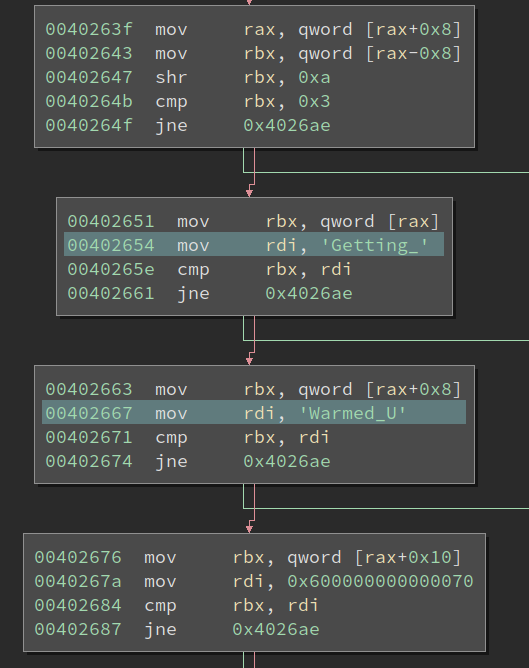 0040263f mov rax, qword [rax+0x8]
00402643 mov rbx, qword [rax-0x8]
00402647 shr rbx, 0xa
0040264b cmp rbx, 0x3
0040264f jne 0x4026ae
00402651 mov rbx, qword [rax]
00402654 mov rdi, 'Getting_'
0040265e cmp rbx, rdi
00402661 jne 0x4026ae
00402663 mov rbx, qword [rax+0x8]
00402667 mov rdi, 'Warmed_U'
00402671 cmp rbx, rdi
00402674 jne 0x4026ae
00402676 mov rbx, qword [rax+0x10]
0040267a mov rdi, 0x600000000000070
00402684 cmp rbx, rdi
00402687 jne 0x4026ae